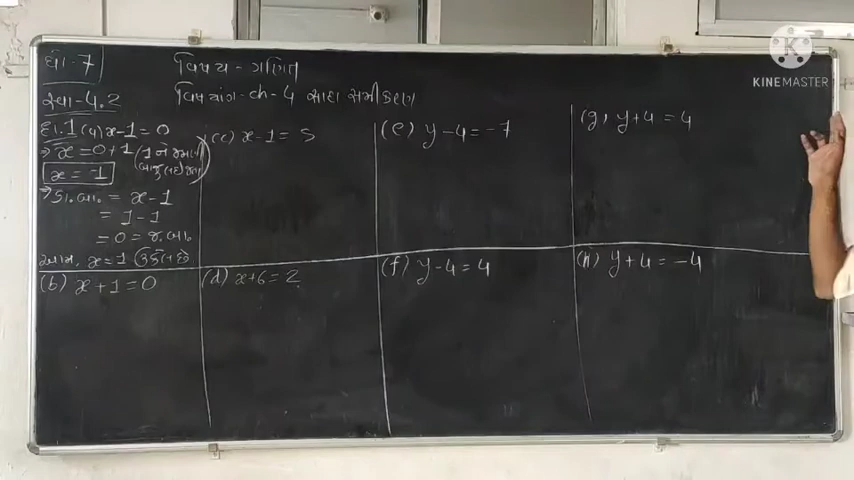 ધો-7
વિષય - ગણિત
વિષયાંગ - ch - 4 સાદા સમીકરણ
સ્વા-4.2
દા.1 (a) x-1=0
⇒ x = 0+1 (1 ને જમણી બાજુ લઈ જતા)
x = 1
⇒ ડા.બા. = x-1
= 1-1
= 0 = જ.બા.
આમ, x=1 ઉકેલ છે
(b) x+1=0
(c) x-1= 5
(d) x+6=2
(e) y-4=-7
(f) y-4=4
(g) y+4=4
(h) y+4=-4
KINEMASTER